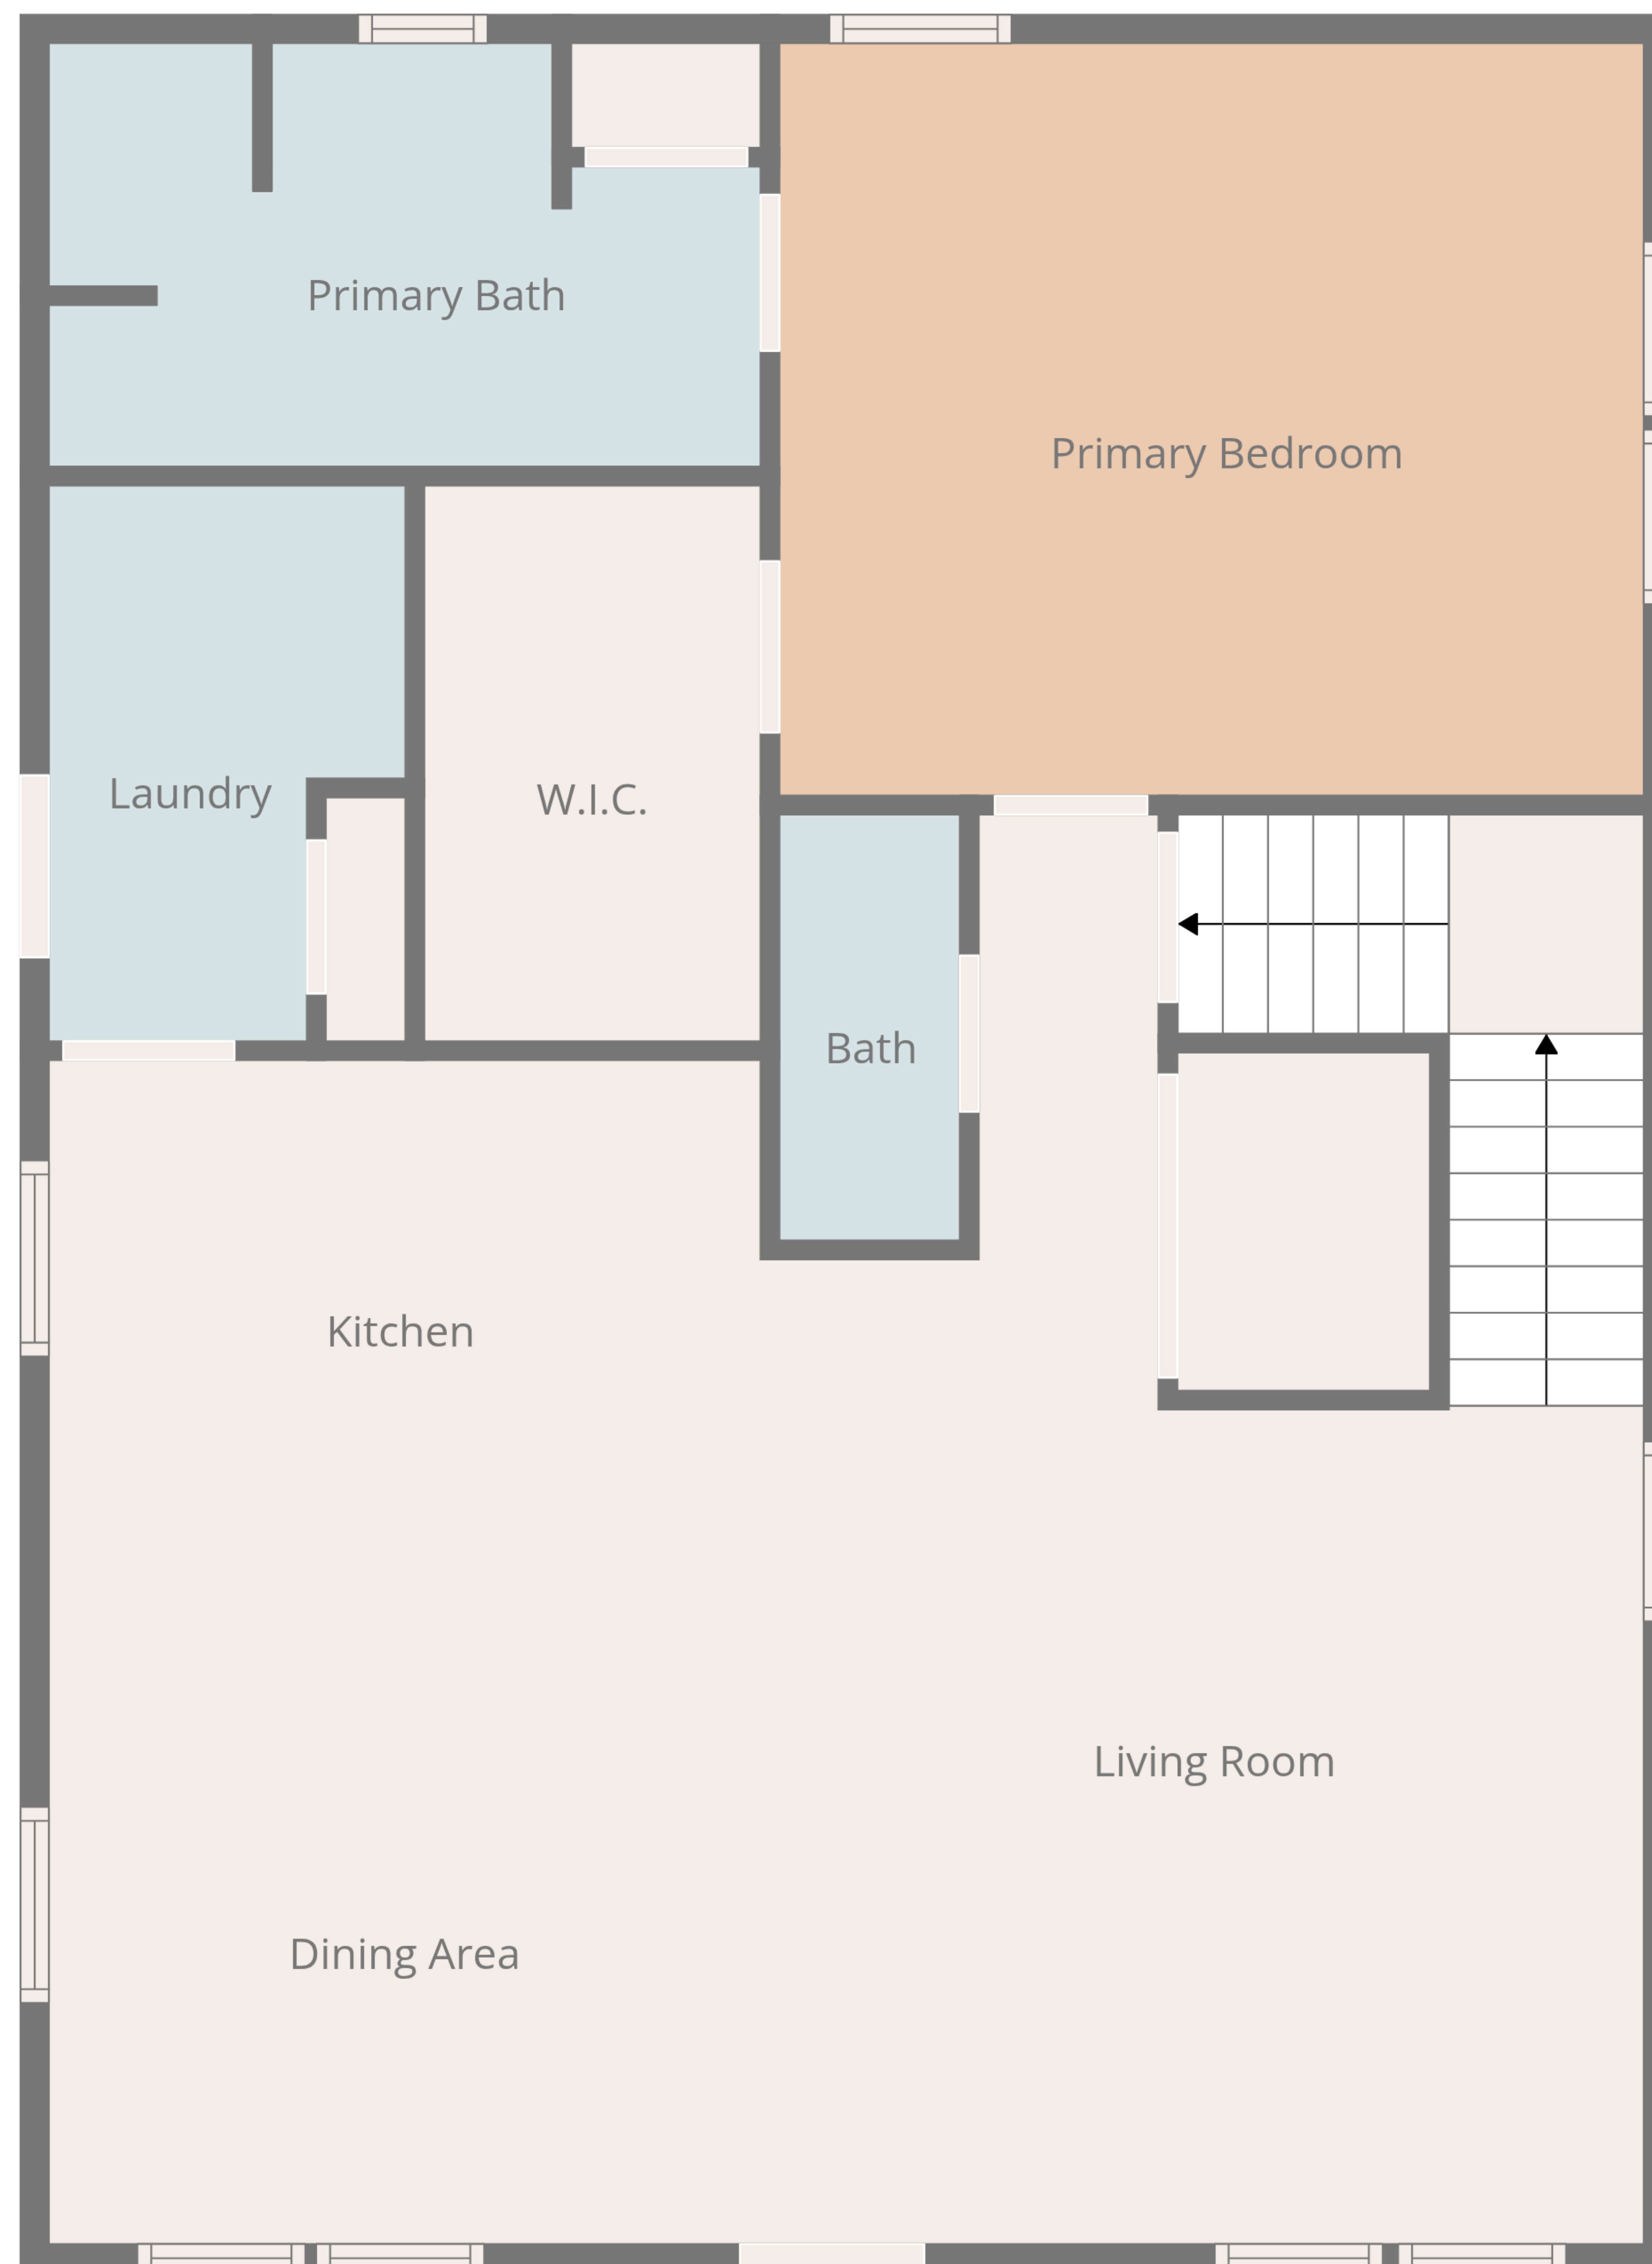 Primary Bath
Primary Bedroom
Laundry
W.I.C.
Bath
Kitchen
Living Room
Dining Area